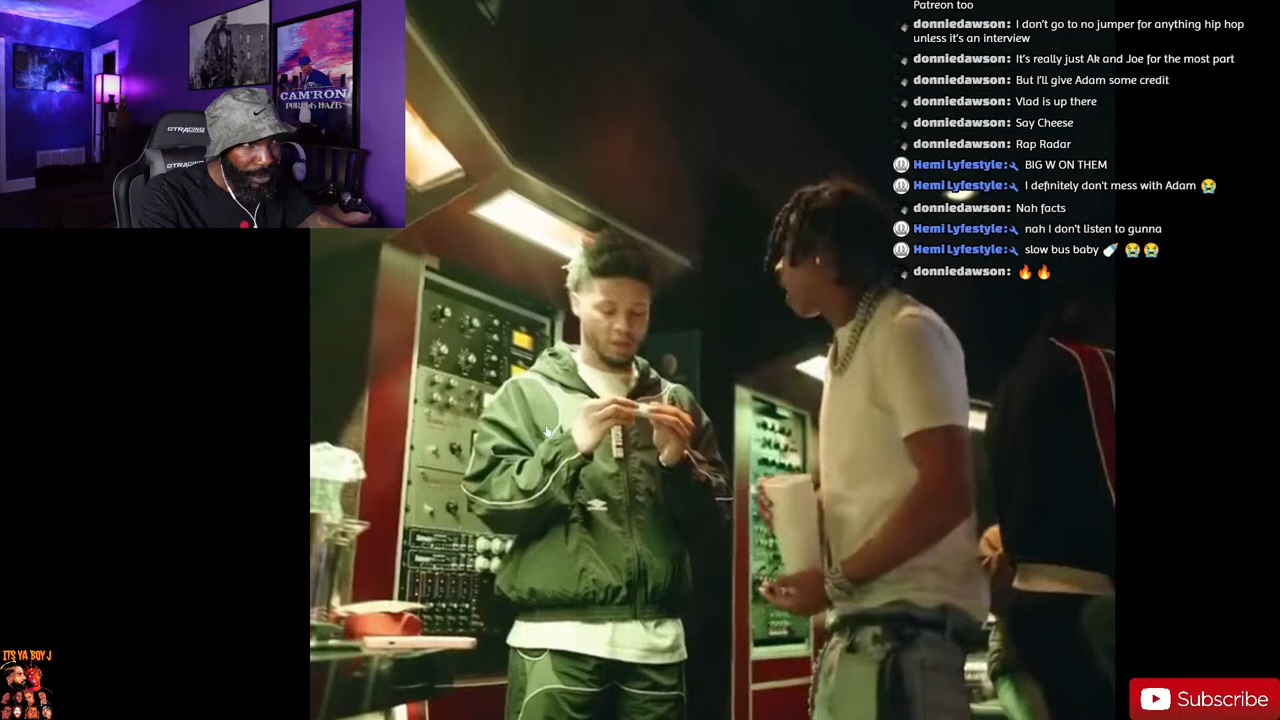 Patreon too
donniedawson: I don't go to no jumper for anything hip hop
unless it's an interview
donniedawson: It's really just Ak and Joe for the most part
donniedawson: But I'll give Adam some credit
donniedawson: Vlad is up there
donniedawson: Say Cheese
donniedawson: Rap Radar
Hemi Lyfestyle: BIG W ON THEM
Hemi Lyfestyle: I definitely don't mess with Adam 😭
donniedawson: Nah facts
Hemi Lyfestyle: nah I don't listen to gunna
Hemi Lyfestyle: slow bus baby 🍼 😭 😭
donniedawson: 🔥 🔥
CAM'RON
PURPLE HAZE
GTRACING
GTRACING
ITS YA BOY J
Subscribe